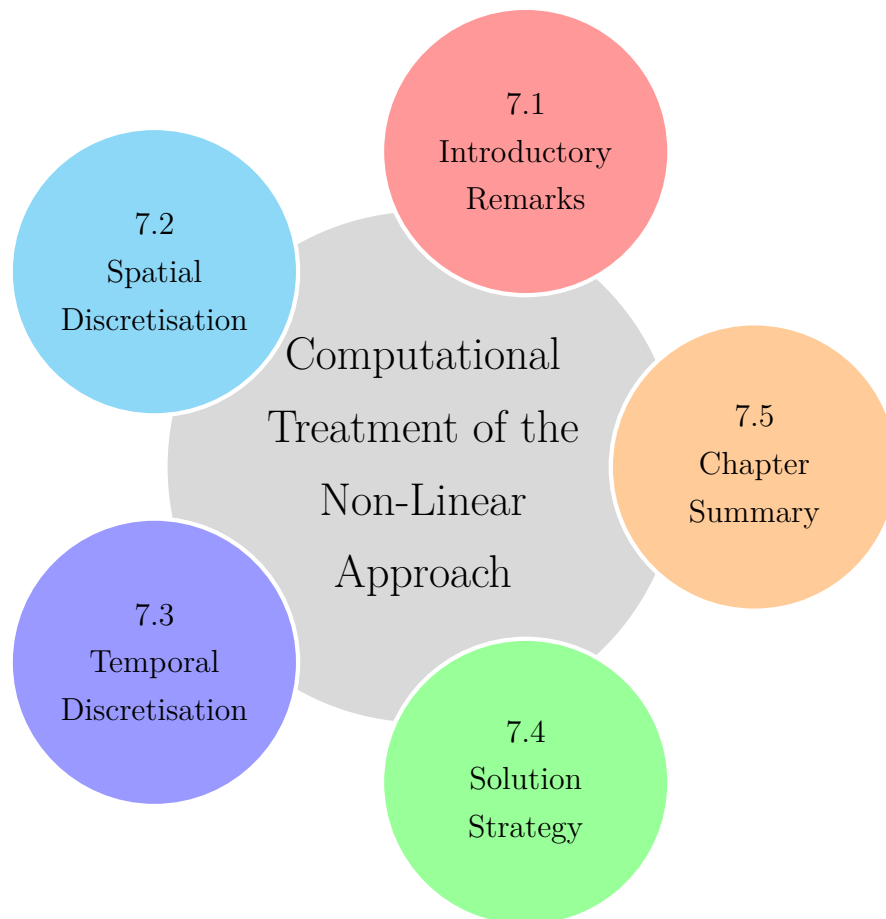 7.1
Introductory
Remarks
7.2
Spatial
Discretisation
Computational
Treatment of the
Non-Linear
Approach
7.5
Chapter
Summary
7.3
Temporal
Discretisation
7.4
Solution
Strategy